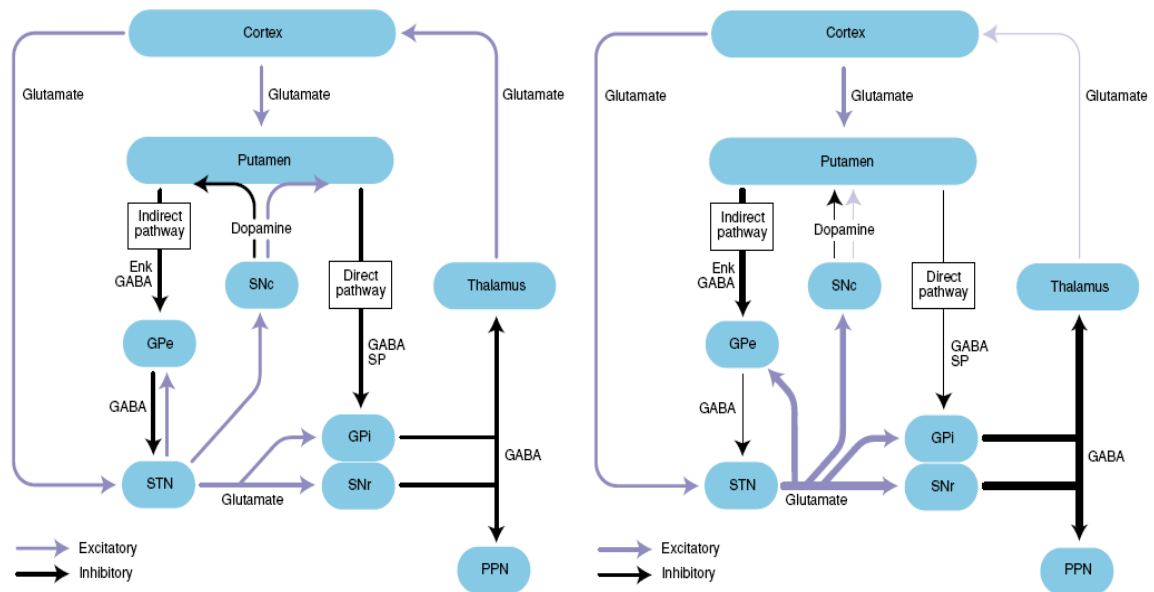 Cortex
Glutamate
Glutamate
Glutamate
Putamen
Indirect
pathway
Dopamine
Enk
GABA
SNc
Direct
pathway
Thalamus
GPe
GABA
SP
GABA
GPi
GABA
STN
SNr
Glutamate
Excitatory
Inhibitory
PPN
Cortex
Glutamate
Glutamate
Glutamate
Putamen
Indirect
pathway
Dopamine
Enk
GABA
SNc
Direct
pathway
Thalamus
GPe
GABA
SP
GABA
GPi
GABA
STN
SNr
Glutamate
Excitatory
Inhibitory
PPN